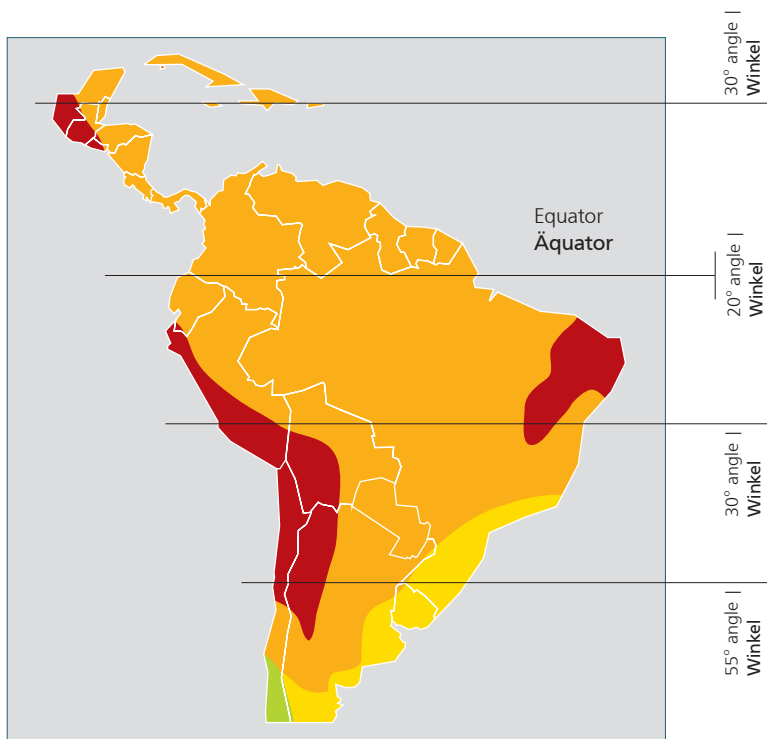 30° angle |
Winkel
Equator
Äquator
20° angle |
Winkel
30° angle |
Winkel
55° angle |
Winkel